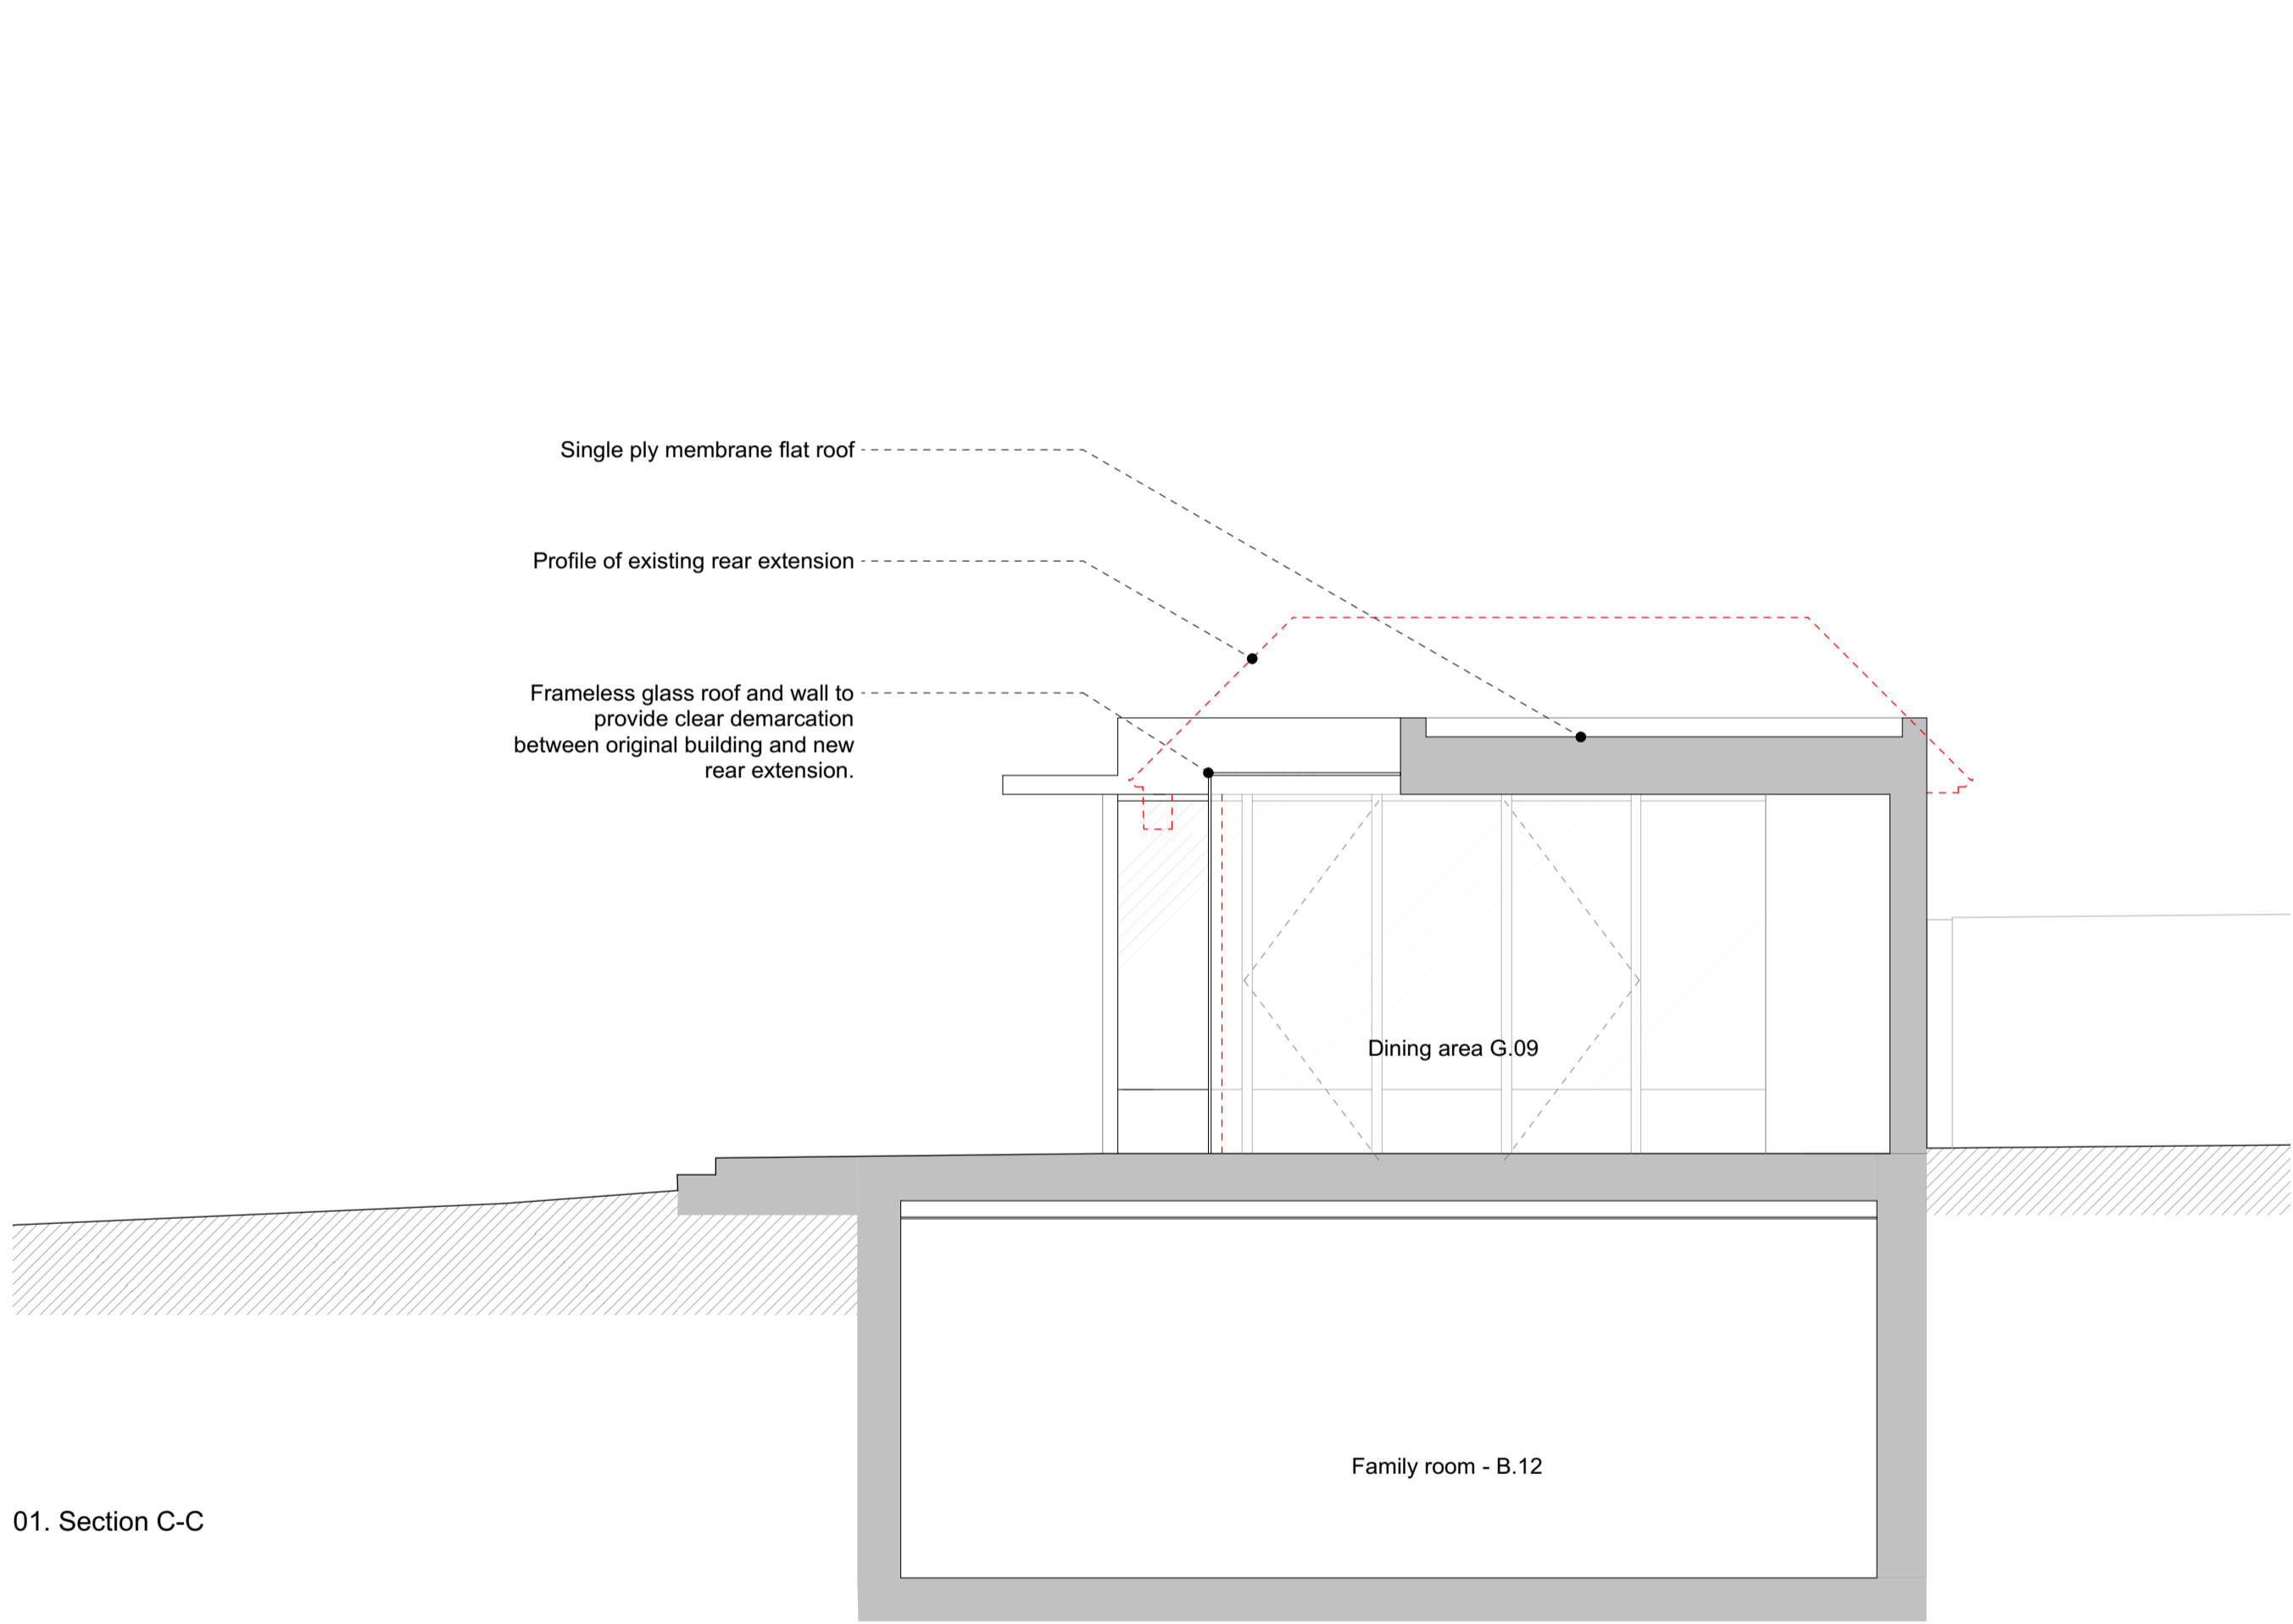 Single ply membrane flat roof
Profile of existing rear extension
Frameless glass roof and wall to
provide clear demarcation
between original building and new
rear extension.
Dining area G.09
Family room - B.12
01. Section C-C